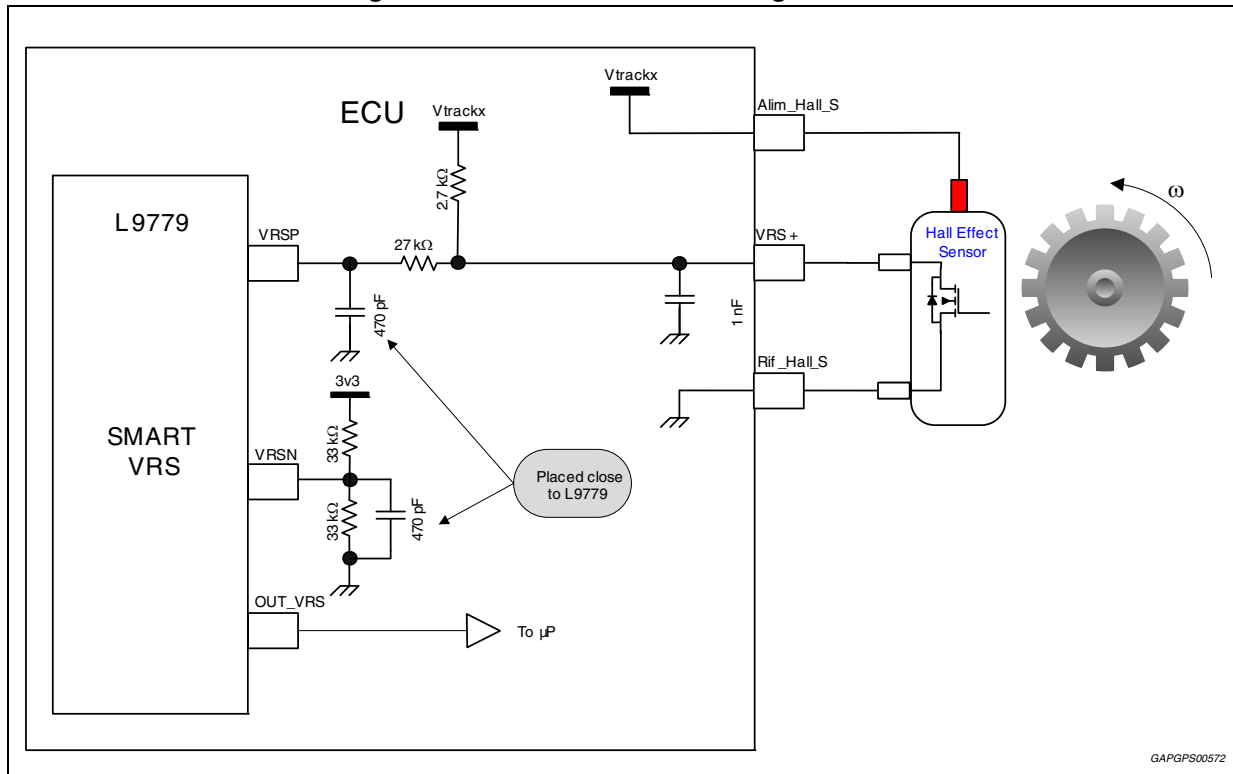 ECU
Vtrackx
Vtrackx
Alim_Hall_S
2.7 kΩ
L9779
VRSP
27 kΩ
VRS +
Hall Effect
Sensor
ω
470 pF
1 nF
Rif_Hall_S
3v3
33 kΩ
SMART
VRS
VRSN
Placed close
to L9779
33 kΩ
470 pF
OUT_VRS
To µP
GAPGPS00572